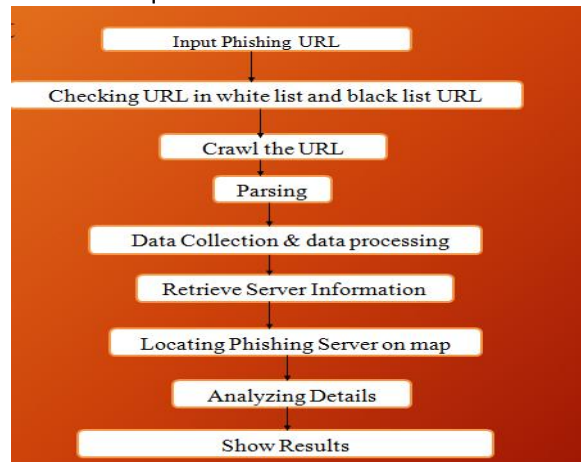 Input Phishing URL
Checking URL in white list and black list URL
Crawl the URL
Parsing
Data Collection & data processing
Retrieve Server Information
Locating Phishing Server on map
Analyzing Details
Show Results